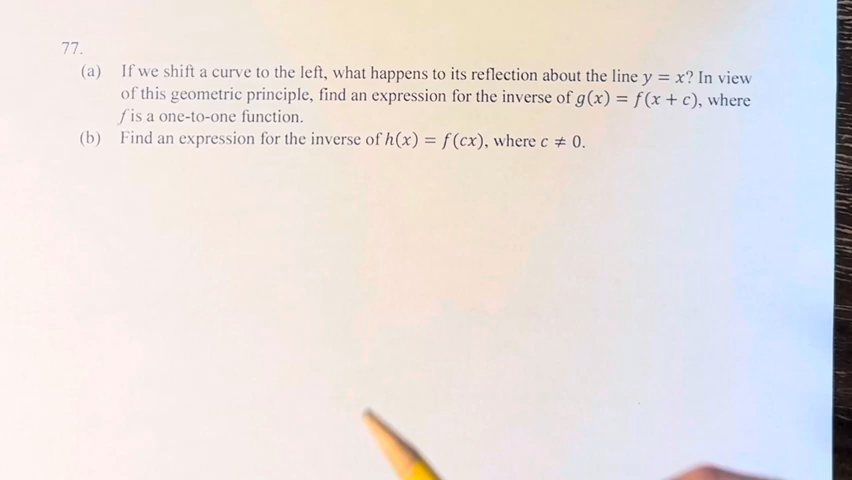 77.
(a) If we shift a curve to the left, what happens to its reflection about the line y = x? In view
of this geometric principle, find an expression for the inverse of g(x) = f(x + c), where
f is a one-to-one function.
(b) Find an expression for the inverse of h(x) = f(cx), where c ≠ 0.